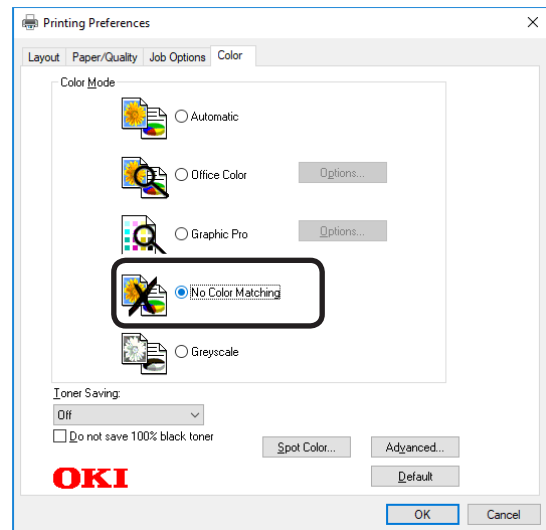 Printing Preferences
Layout Paper/Quality Job Options Color
Color Mode
Automatic
Office Color Options...
Graphic Pro Options...
No Color Matching
Greyscale
Toner Saving:
Off
Do not save 100% black toner
Spot Color... Advanced...
OKI Default
OK Cancel